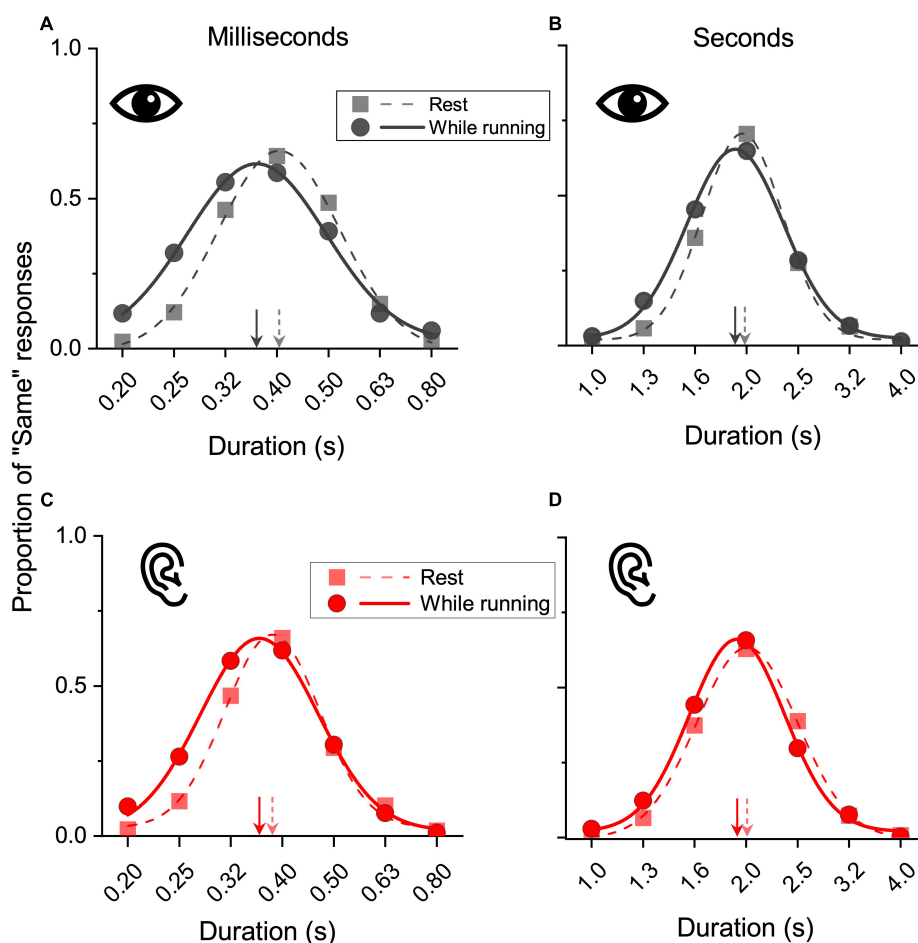 A
Milliseconds
B
Seconds
Proportion of "Same" responses
1.0
0.5
0.0
Rest
While running
0.20 0.25 0.32 0.40 0.50 0.63 0.80
Duration (s)
1.0 1.3 1.6 2.0 2.5 3.2 4.0
Duration (s)
C
D
1.0
0.5
0.0
Rest
While running
0.20 0.25 0.32 0.40 0.50 0.63 0.80
Duration (s)
1.0 1.3 1.6 2.0 2.5 3.2 4.0
Duration (s)